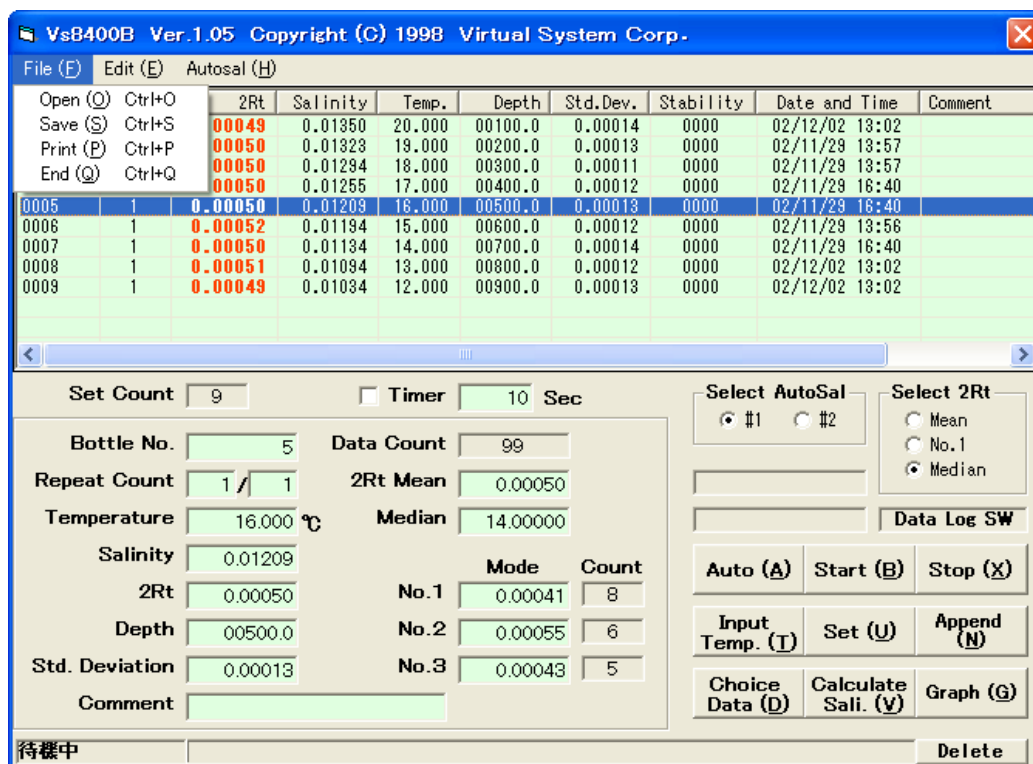 Vs8400B Ver.1.05 Copyright (C) 1998 Virtual System Corp.
File (F) Edit (E) Autosal (H)
Open (O) Ctrl+O
Save (S) Ctrl+S
Print (P) Ctrl+P
End (Q) Ctrl+Q
2Rt Salinity Temp. Depth Std.Dev. Stability Date and Time Comment
00049 0.01350 20.000 00100.0 0.00014 0000 02/12/02 13:02
00050 0.01323 19.000 00200.0 0.00013 0000 02/11/29 13:57
00050 0.01294 18.000 00300.0 0.00011 0000 02/11/29 13:57
00050 0.01255 17.000 00400.0 0.00012 0000 02/11/29 16:40
0005 1 0.00050 0.01209 16.000 00500.0 0.00013 0000 02/11/29 16:40
0006 1 0.00052 0.01194 15.000 00600.0 0.00012 0000 02/11/29 13:56
0007 1 0.00050 0.01134 14.000 00700.0 0.00014 0000 02/11/29 16:40
0008 1 0.00051 0.01094 13.000 00800.0 0.00012 0000 02/12/02 13:02
0009 1 0.00049 0.01034 12.000 00900.0 0.00013 0000 02/12/02 13:02
Set Count 9 Timer 10 Sec
Bottle No. 5 Data Count 99
Repeat Count 1 / 1 2Rt Mean 0.00050
Temperature 16.000 ℃ Median 14.00000
Salinity 0.01209 Mode Count
2Rt 0.00050 No.1 0.00041 8
Depth 00500.0 No.2 0.00055 6
Std. Deviation 0.00013 No.3 0.00043 5
Comment
Select AutoSal
#1 #2
Select 2Rt
Mean
No.1
Median
Data Log SW
Auto (A) Start (B) Stop (X)
Input Temp. (T) Set (U) Append (N)
Choice Data (D) Calculate Sali. (V) Graph (G)
待機中 Delete